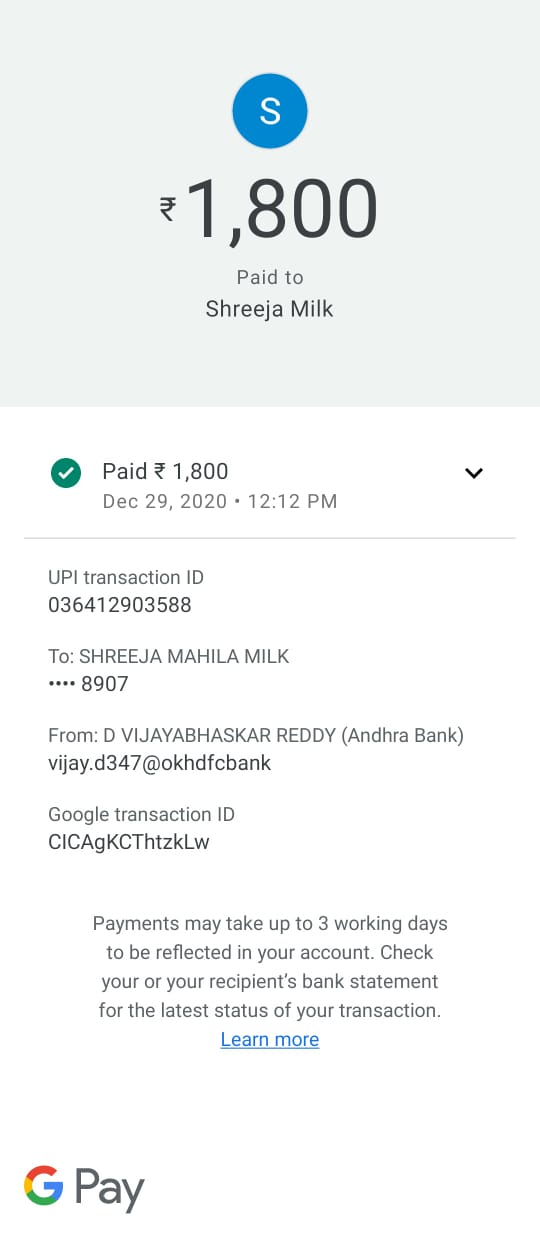 S
₹1,800
Paid to
Shreeja Milk
Paid ₹ 1,800
Dec 29, 2020 • 12:12 PM
UPI transaction ID
036412903588
To: SHREEJA MAHILA MILK
•••• 8907
From: D VIJAYABHASKAR REDDY (Andhra Bank)
vijay.d347@okhdfcbank
Google transaction ID
CICAgKCThtzkLw
Payments may take up to 3 working days
to be reflected in your account. Check
your or your recipient’s bank statement
for the latest status of your transaction.
Learn more
G Pay